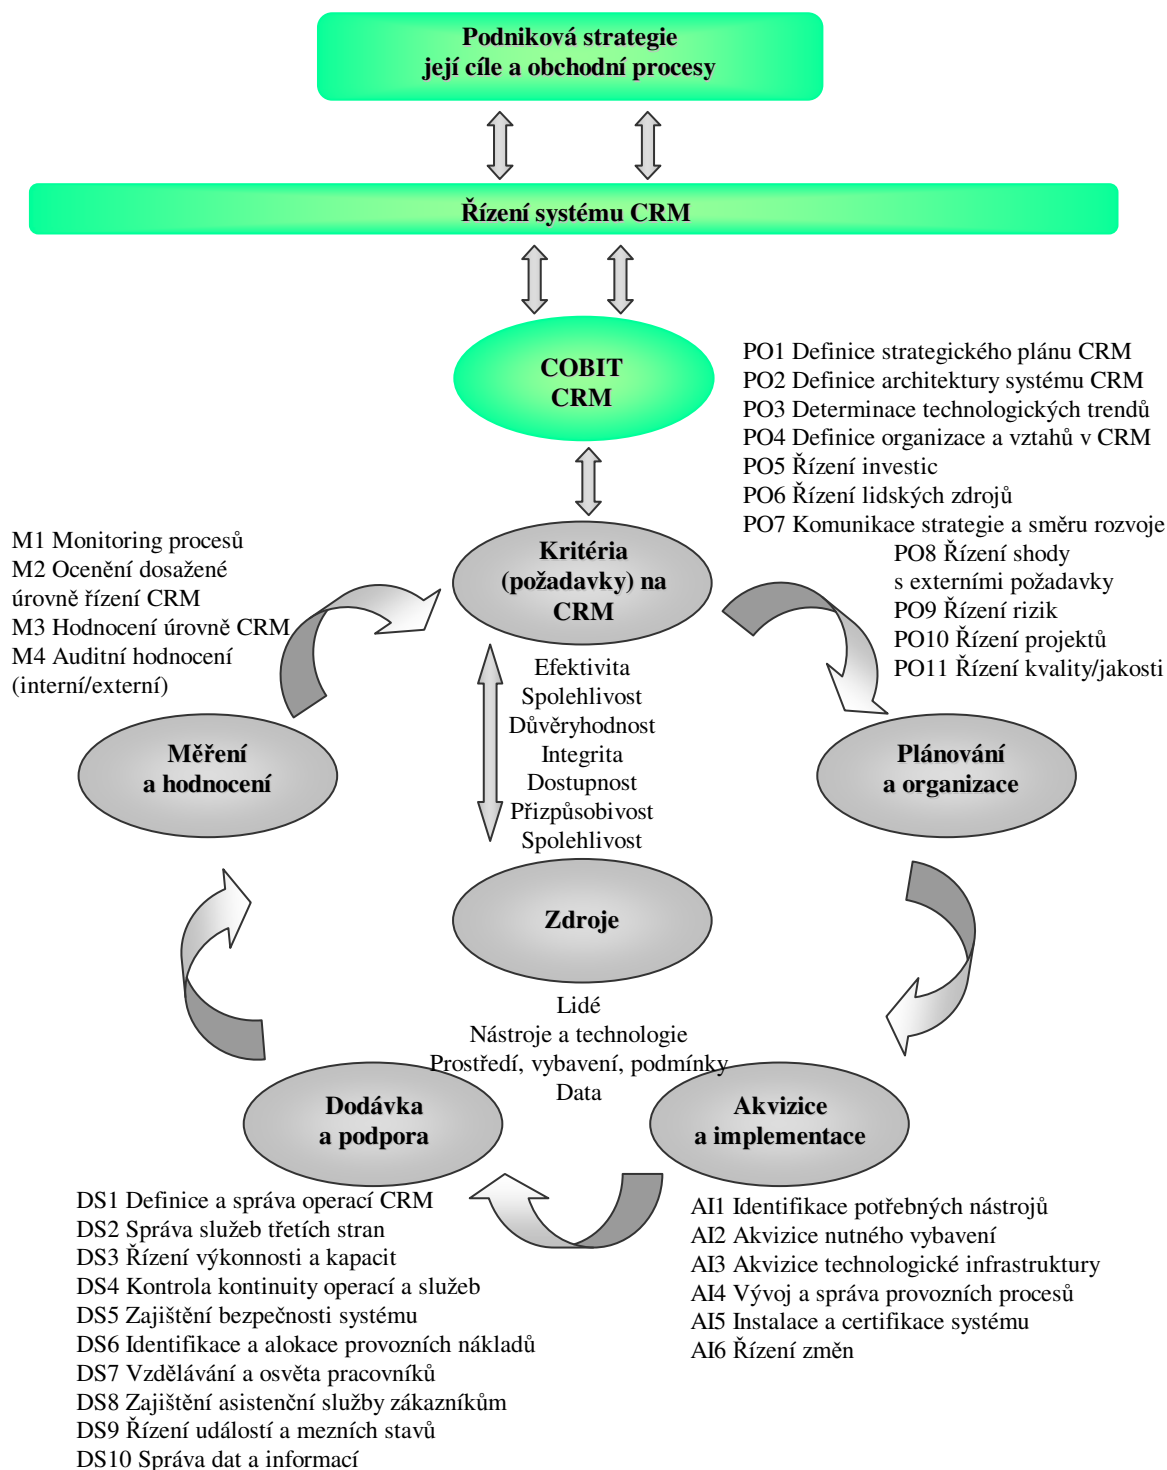 Podniková strategie
její cíle a obchodní procesy
Řízení systému CRM
COBIT
CRM
PO1 Definice strategického plánu CRM
PO2 Definice architektury systému CRM
PO3 Determinace technologických trendů
PO4 Definice organizace a vztahů v CRM
PO5 Řízení investic
PO6 Řízení lidských zdrojů
PO7 Komunikace strategie a směru rozvoje
PO8 Řízení shody
s externími požadavky
PO9 Řízení rizik
PO10 Řízení projektů
PO11 Řízení kvality/jakosti
M1 Monitoring procesů
M2 Ocenění dosažené
úrovně řízení CRM
M3 Hodnocení úrovně CRM
M4 Auditní hodnocení
(interní/externí)
Kritéria
(požadavky) na
CRM
Efektivita
Spolehlivost
Důvěryhodnost
Integrita
Dostupnost
Přizpůsobivost
Spolehlivost
Měření
a hodnocení
Plánování
a organizace
Zdroje
Lidé
Nástroje a technologie
Prostředí, vybavení, podmínky
Data
Dodávka
a podpora
Akvizice
a implementace
DS1 Definice a správa operací CRM
DS2 Správa služeb třetích stran
DS3 Řízení výkonnosti a kapacit
DS4 Kontrola kontinuity operací a služeb
DS5 Zajištění bezpečnosti systému
DS6 Identifikace a alokace provozních nákladů
DS7 Vzdělávání a osvěta pracovníků
DS8 Zajištění asistenční služby zákazníkům
DS9 Řízení událostí a mezních stavů
DS10 Správa dat a informací
AI1 Identifikace potřebných nástrojů
AI2 Akvizice nutného vybavení
AI3 Akvizice technologické infrastruktury
AI4 Vývoj a správa provozních procesů
AI5 Instalace a certifikace systému
AI6 Řízení změn